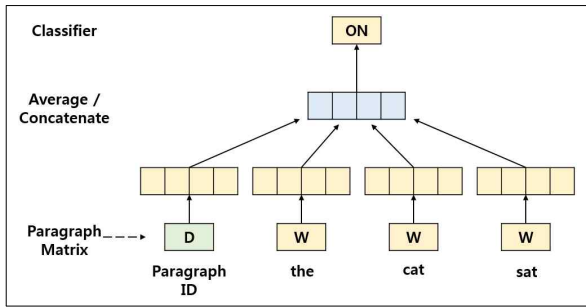 Classifier
ON
Average /
Concatenate
Paragraph
Matrix
D
W
W
W
Paragraph
ID
the
cat
sat